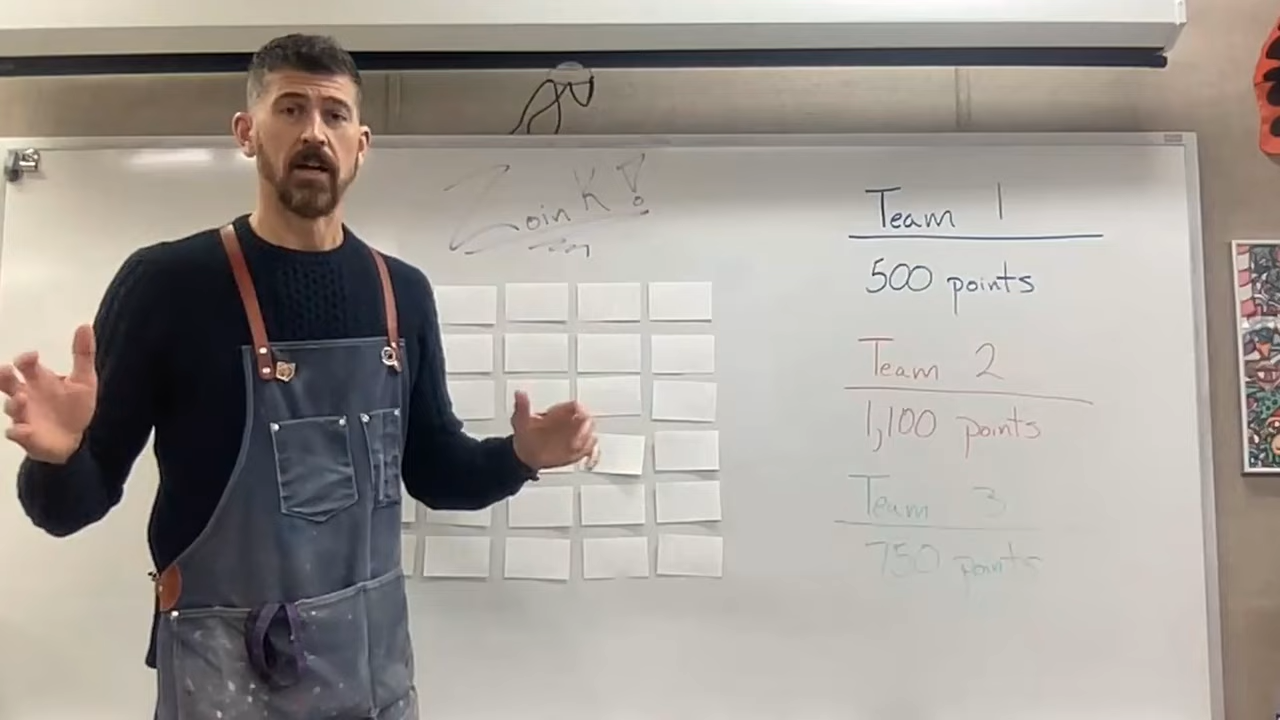 ZoinK!
Team 1
500 points
Team 2
1,100 points
Team 3
750 points